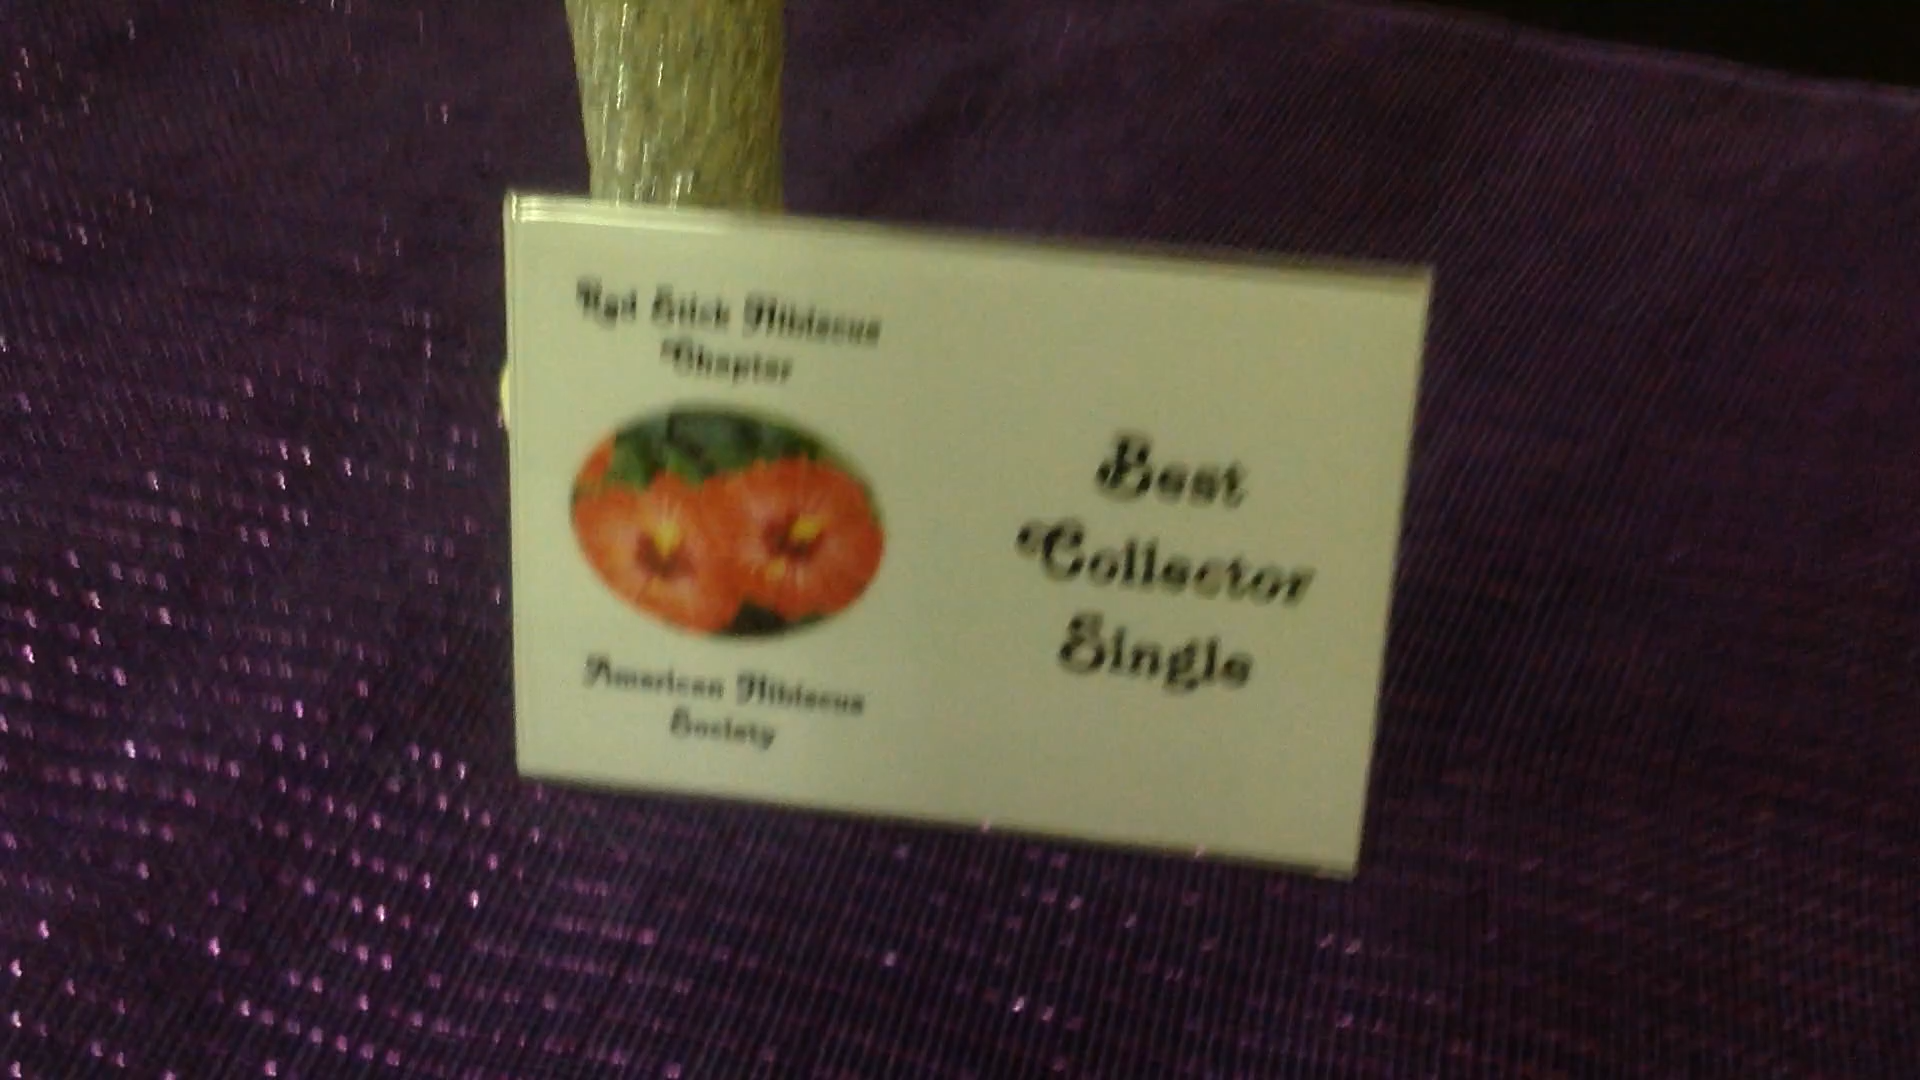 Red Stick Hibiscus
Chapter
American Hibiscus
Society
Best
Collector
Single